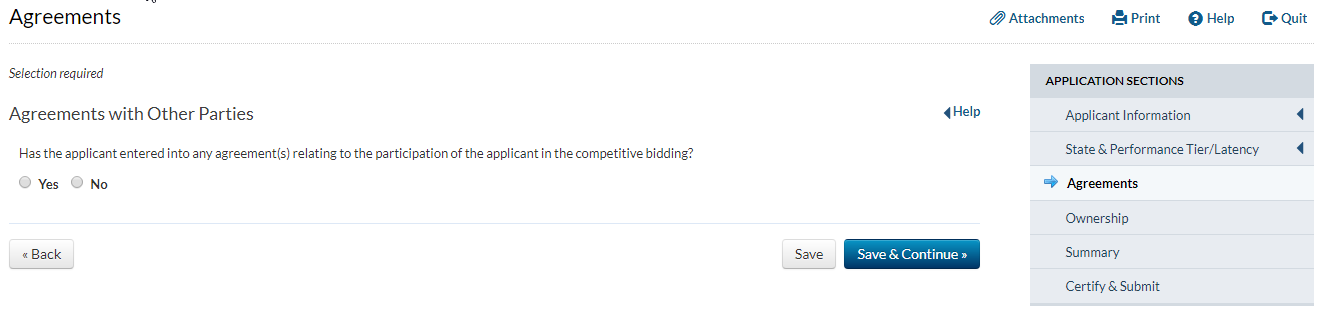 Agreements
Attachments
Print
Help
Quit
Selection required
Agreements with Other Parties
Help
Has the applicant entered into any agreement(s) relating to the participation of the applicant in the competitive bidding?
Yes No
« Back
Save
Save & Continue »
APPLICATION SECTIONS
Applicant Information
State & Performance Tier/Latency
Agreements
Ownership
Summary
Certify & Submit